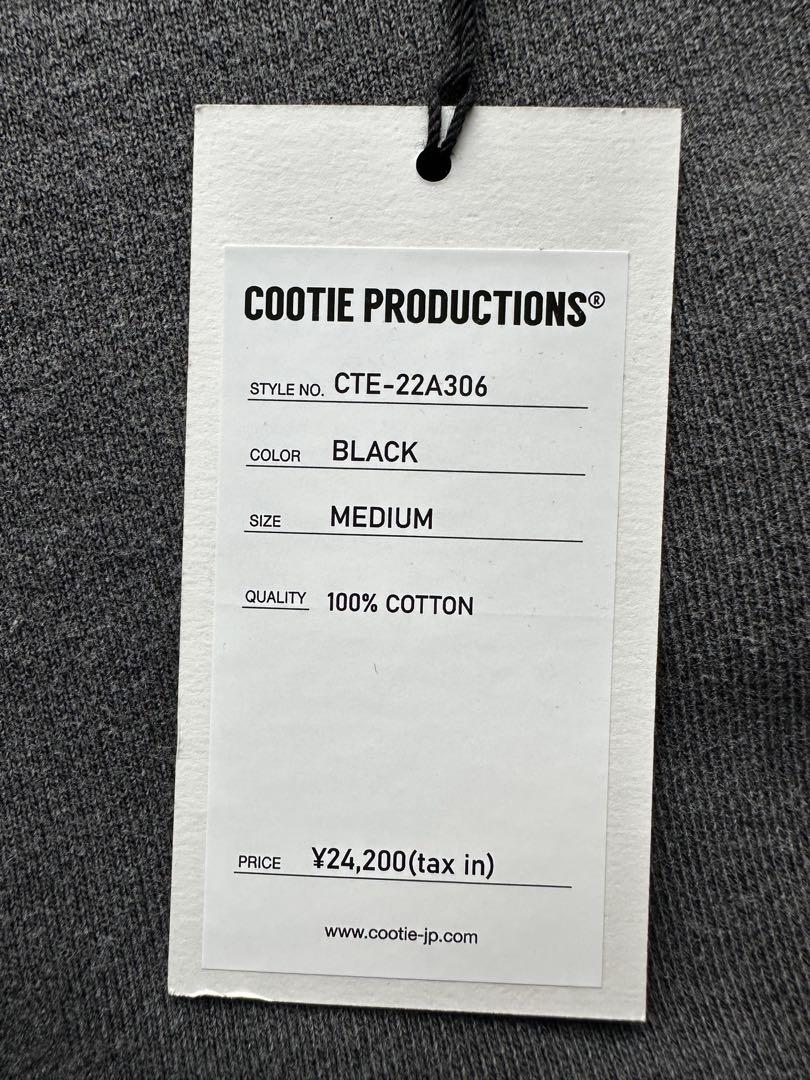 COOTIE PRODUCTIONS®
STYLE NO. CTE-22A306
COLOR BLACK
SIZE MEDIUM
QUALITY 100% COTTON
PRICE ¥24,200(tax in)
www.cootie-jp.com